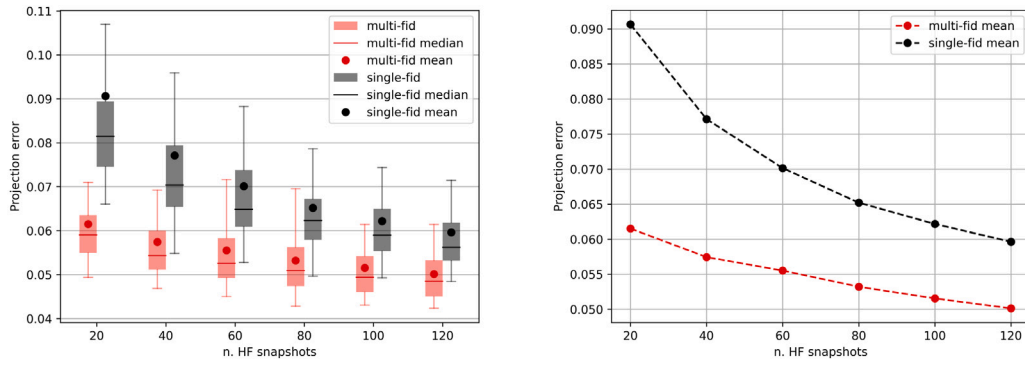 0.11
0.10
0.09
0.08
0.07
0.06
0.05
0.04
Projection error
multi-fid
multi-fid median
multi-fid mean
single-fid
single-fid median
single-fid mean
20 40 60 80 100 120
n. HF snapshots
0.090
0.085
0.080
0.075
0.070
0.065
0.060
0.055
0.050
Projection error
multi-fid mean
single-fid mean
20 40 60 80 100 120
n. HF snapshots